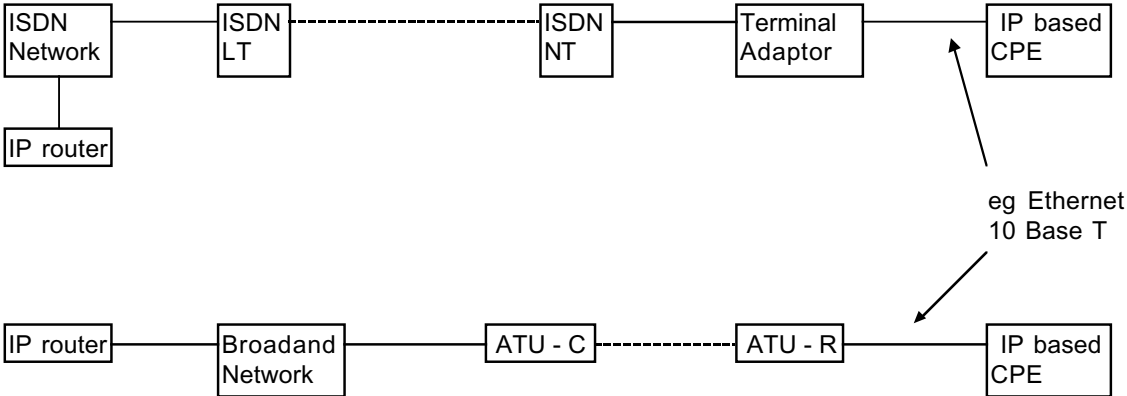 ISDN
Network
ISDN
LT
ISDN
NT
Terminal
Adaptor
IP based
CPE
IP router
eg Ethernet
10 Base T
IP router
Broadand
Network
ATU - C
ATU - R
IP based
CPE